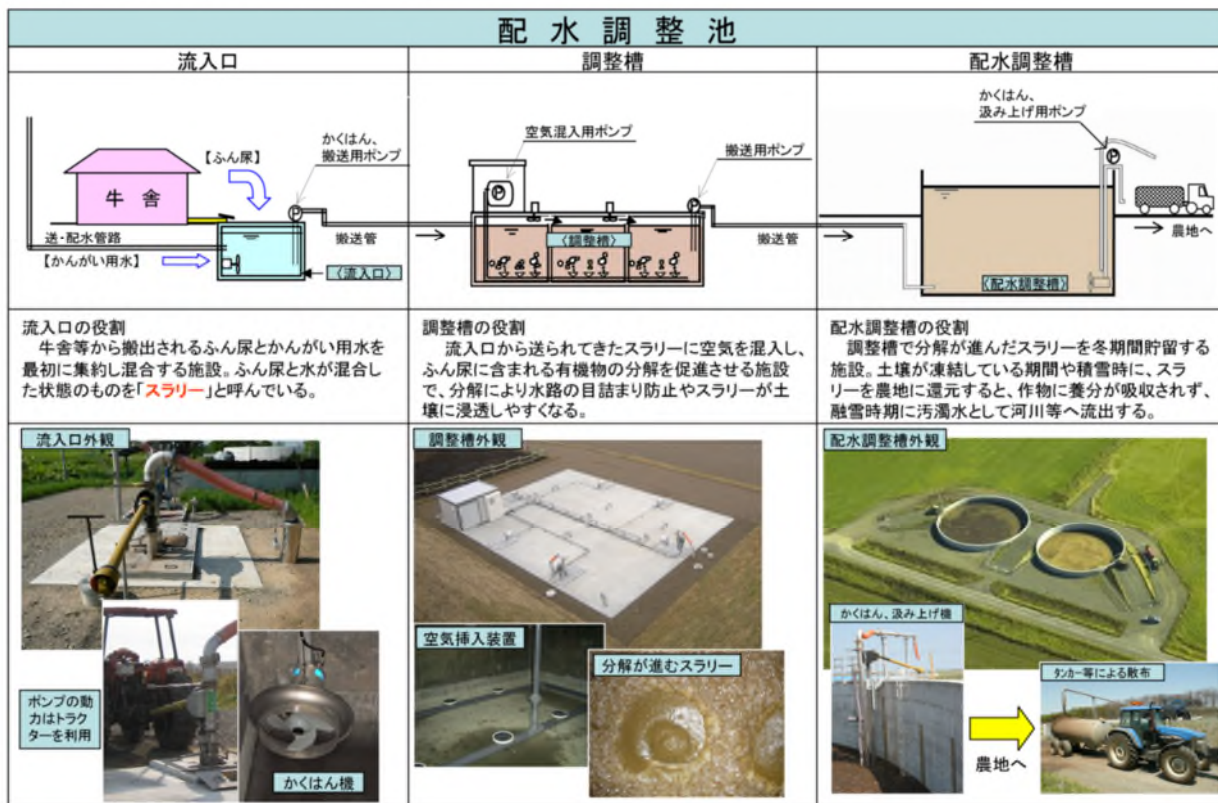 配水調整池
流入口
調整槽
配水調整槽
【ふん尿】
かくはん、
搬送用ポンプ
牛舎
送・配水管路
【かんがい用水】
〈流入口〉
搬送管
空気混入用ポンプ
搬送用ポンプ
〈調整槽〉
搬送管
かくはん、
汲み上げ用ポンプ
農地へ
〈配水調整槽〉
P
P
P
P
流入口の役割
牛舎等から搬出されるふん尿とかんがい用水を
最初に集約し混合する施設。ふん尿と水が混合し
た状態のものを「スラリー」と呼んでいる。
調整槽の役割
流入口から送られてきたスラリーに空気を混入し、
ふん尿に含まれる有機物の分解を促進させる施設
で、分解により水路の目詰まり防止やスラリーが土
壌に浸透しやすくなる。
配水調整槽の役割
調整槽で分解が進んだスラリーを冬期間貯留する
施設。土壌が凍結している期間や積雪時に、スラ
リーを農地に還元すると、作物に養分が吸収されず、
融雪時期に汚濁水として河川等へ流出する。
流入口外観
ポンプの動
力はトラク
ターを利用
かくはん機
調整槽外観
空気挿入装置
分解が進むスラリー
配水調整槽外観
かくはん、汲み上げ機
農地へ
タンカー等による散布